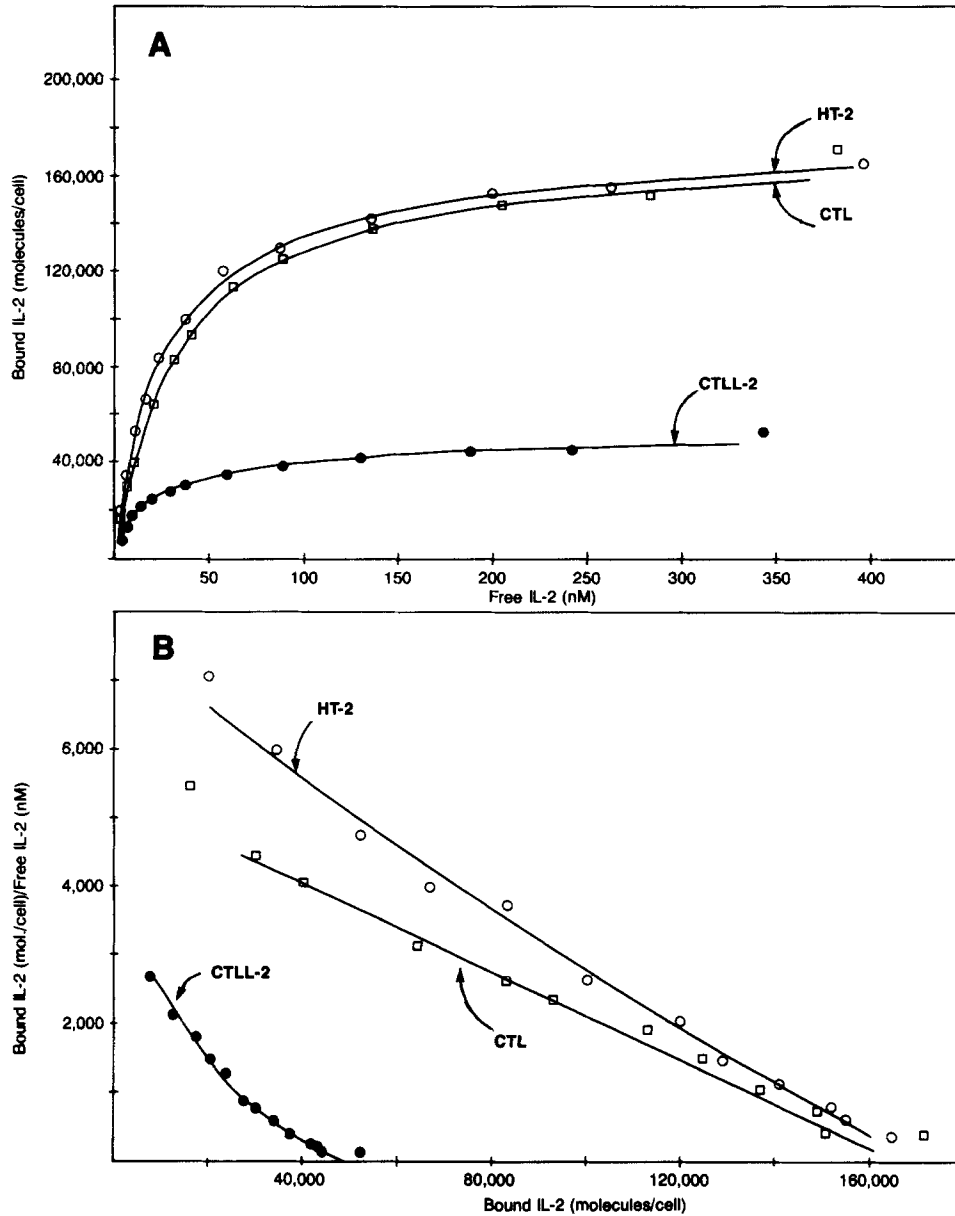 A
200,000
160,000
120,000
80,000
40,000
Bound IL-2 (molecules/cell)
HT-2
CTL
CTLL-2
50
100
150
200
250
300
350
400
Free IL-2 (nM)
B
6,000
4,000
2,000
Bound IL-2 (mol./cell)/Free IL-2 (nM)
HT-2
CTLL-2
CTL
40,000
80,000
120,000
160,000
Bound IL-2 (molecules/cell)